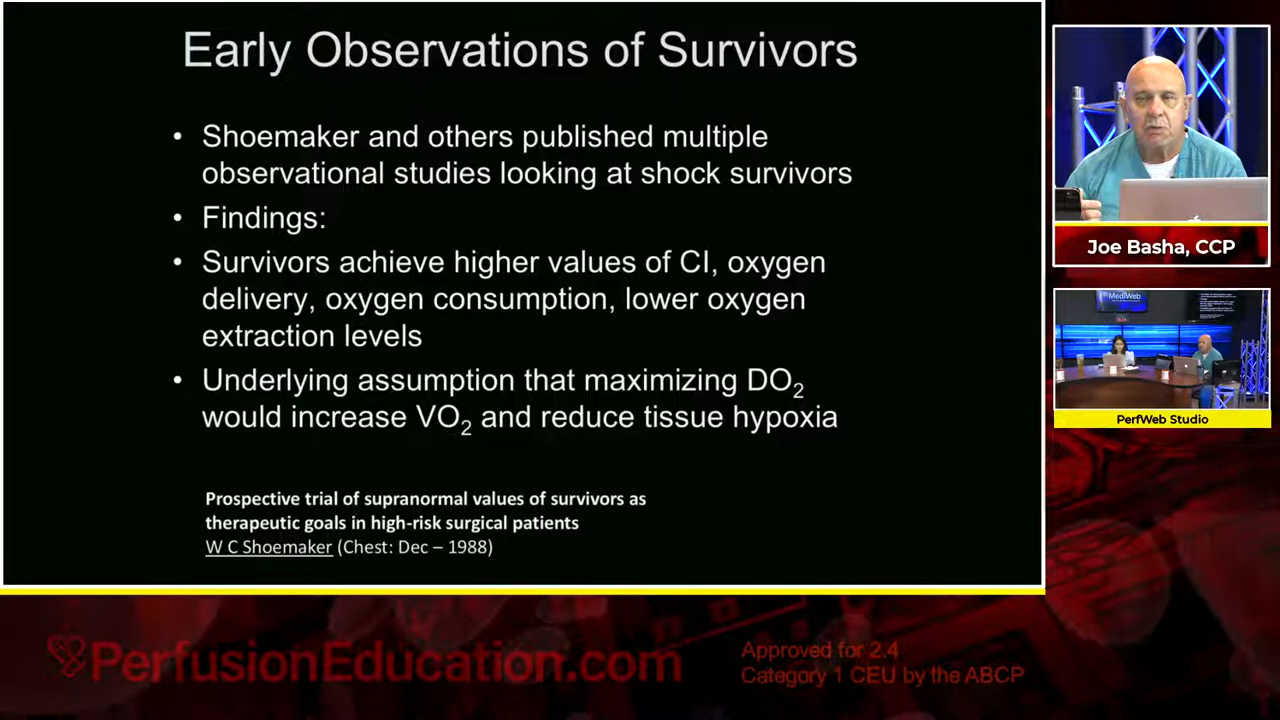 Early Observations of Survivors
• Shoemaker and others published multiple
observational studies looking at shock survivors
• Findings:
• Survivors achieve higher values of CI, oxygen
delivery, oxygen consumption, lower oxygen
extraction levels
• Underlying assumption that maximizing DO2
would increase VO2 and reduce tissue hypoxia
Prospective trial of supranormal values of survivors as
therapeutic goals in high-risk surgical patients
W C Shoemaker (Chest: Dec – 1988)
Joe Basha, CCP
MediWeb
PerfWeb Studio
PerfusionEducation.com
Approved for 2.4
Category 1 CEU by the ABCP